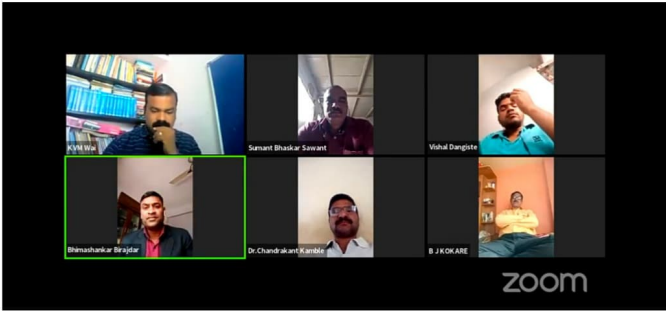 KVM Wai
Sumant Bhaskar Sawant
Vishal Dangiste
Bhimashankar Birajdar
Dr.Chandrakant Kamble
B J KOKARE
zoom